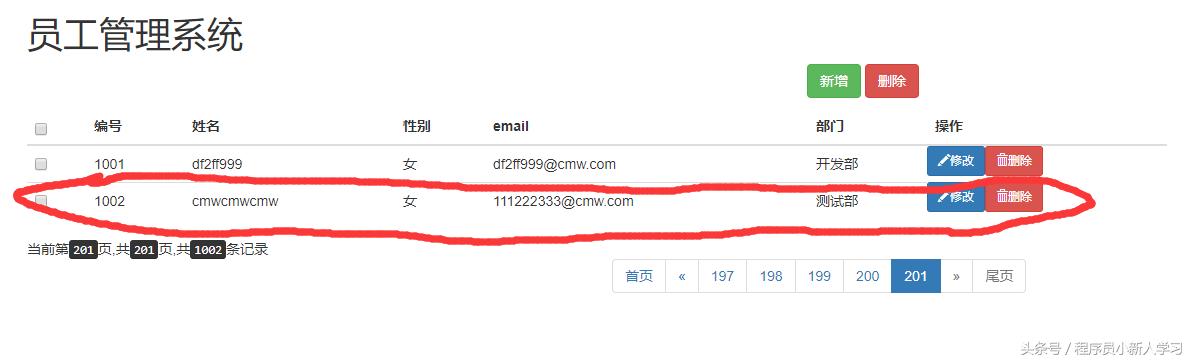 员工管理系统
新增 删除
编号 姓名 性别 email 部门 操作
1001 df2ff999 女 df2ff999@cmw.com 开发部 修改 删除
1002 cmwcmwcmw 女 111222333@cmw.com 测试部 修改 删除
当前第201页,共201页,共1002条记录
首页 « 197 198 199 200 201 » 尾页
头条号 / 程序员小新人学习